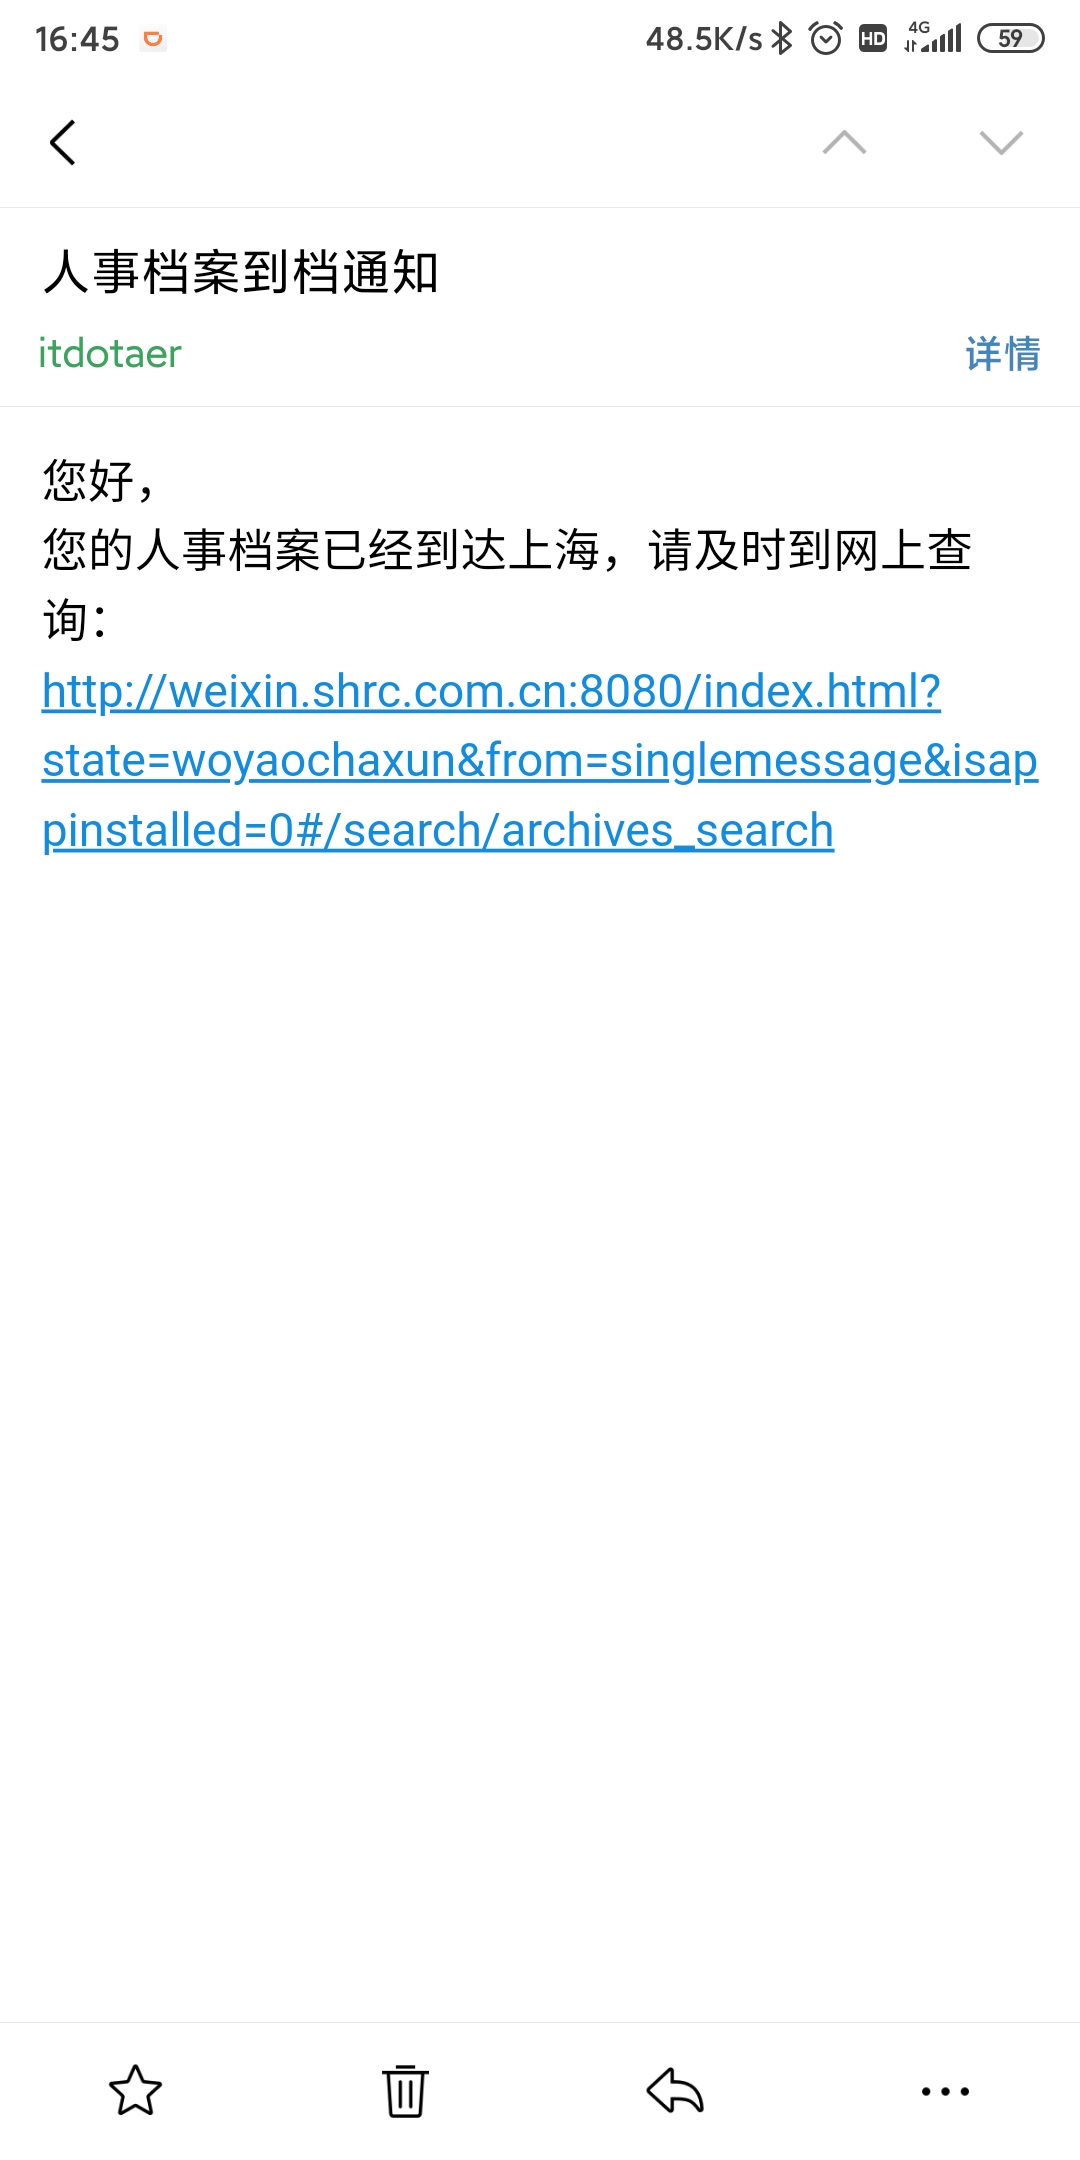 16:45
48.5K/s HD 4G 59
人事档案到档通知
itdotaer 详情
您好，
您的人事档案已经到达上海，请及时到网上查
询：
http://weixin.shrc.com.cn:8080/index.html?
state=woyaochaxun&from=singlemessage&isap
pinstalled=0#/search/archives_search